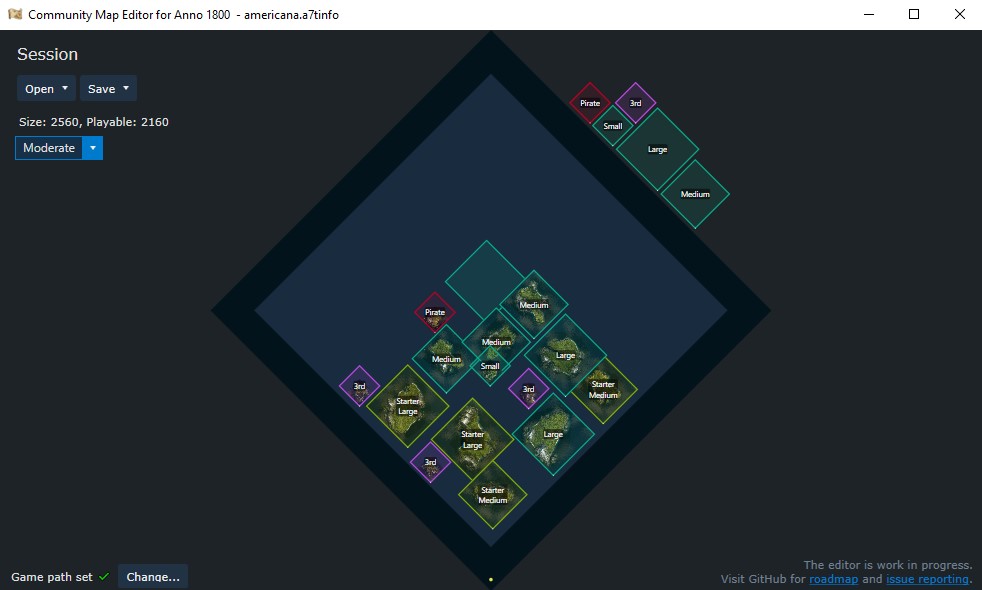 Community Map Editor for Anno 1800 - americana.a7tinfo
Session
Open
Save
Size: 2560, Playable: 2160
Moderate
Pirate
3rd
Small
Large
Medium
Medium
Pirate
Medium
Medium
Large
Small
3rd
3rd
Starter
Medium
Starter
Large
Starter
Large
Large
3rd
Starter
Medium
Game path set
Change...
The editor is work in progress.
Visit GitHub for roadmap and issue reporting.